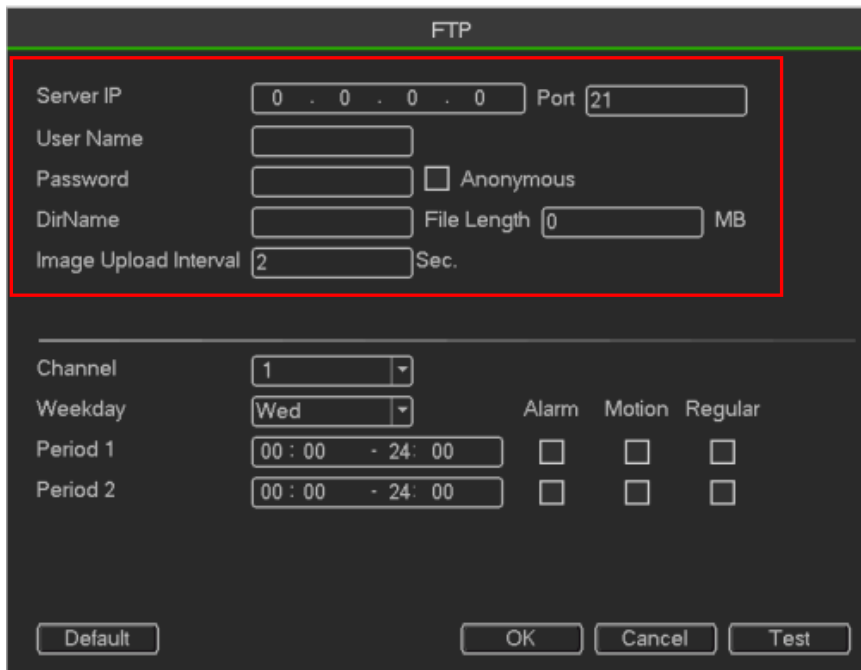 FTP
Server IP 0 . 0 . 0 . 0 Port 21
User Name
Password Anonymous
DirName File Length 0 MB
Image Upload Interval 2 Sec.
Channel 1
Weekday Wed Alarm Motion Regular
Period 1 00 : 00 - 24 : 00
Period 2 00 : 00 - 24 : 00
Default OK Cancel Test